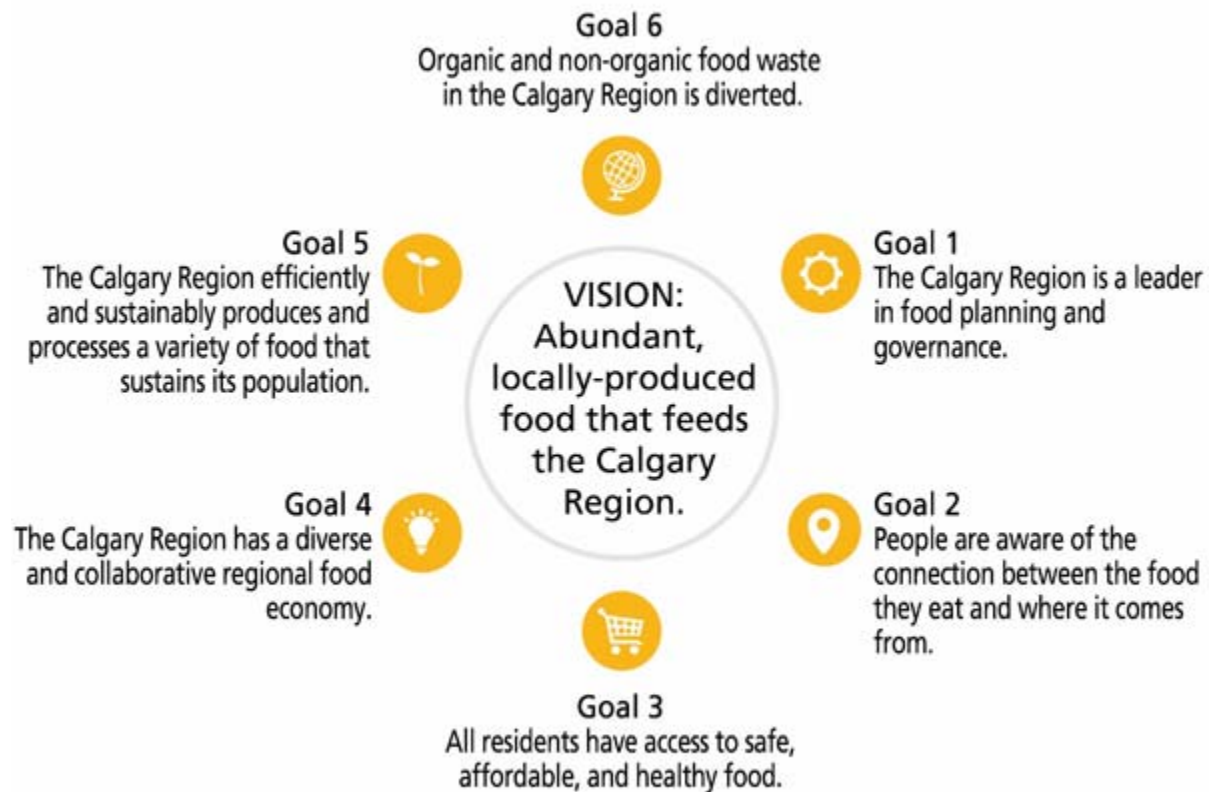 Goal 6
Organic and non-organic food waste
in the Calgary Region is diverted.
Goal 5
The Calgary Region efficiently
and sustainably produces and
processes a variety of food that
sustains its population.
Goal 1
The Calgary Region is a leader
in food planning and
governance.
VISION:
Abundant,
locally-produced
food that feeds
the Calgary
Region.
Goal 4
The Calgary Region has a diverse
and collaborative regional food
economy.
Goal 2
People are aware of the
connection between the food
they eat and where it comes
from.
Goal 3
All residents have access to safe,
affordable, and healthy food.